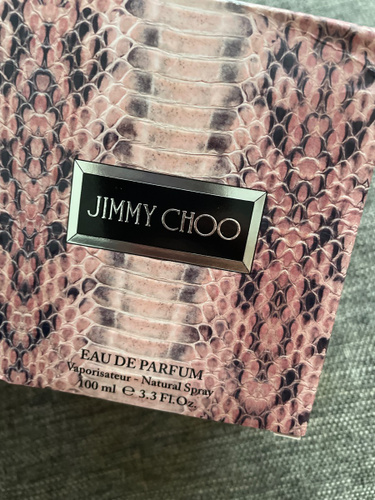 JIMMY CHOO
EAU DE PARFUM
Vaporisateur - Natural Spray
100 ml ℮ 3.3 Fl.Oz.